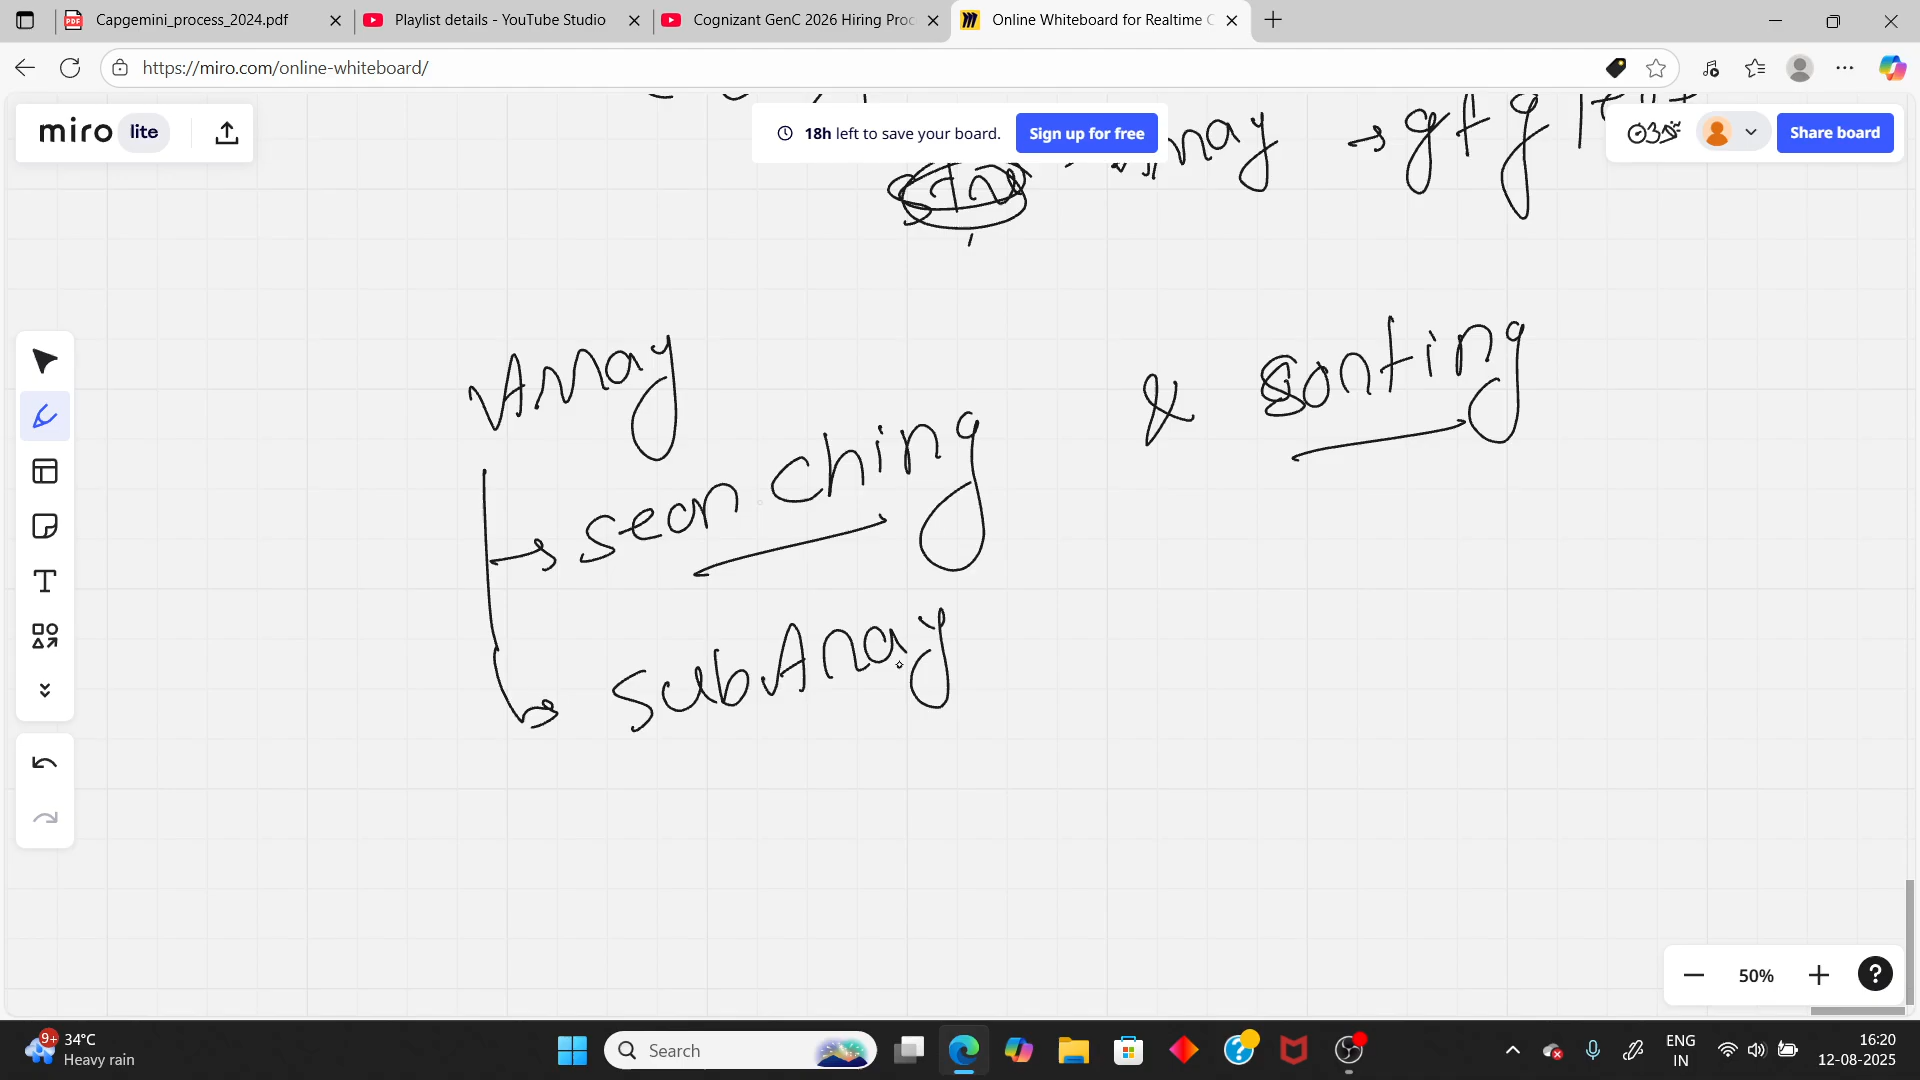 Capgemini_process_2024.pdf
Playlist details - YouTube Studio
Cognizant GenC 2026 Hiring Proc
Online Whiteboard for Realtime C
https://miro.com/online-whiteboard/
miro lite
18h left to save your board.
Sign up for free
Share board
→ gfg
Array
& sorting
→ searching
→ subArray
50%
9+
34°C
Heavy rain
Search
ENG
IN
16:20
12-08-2025